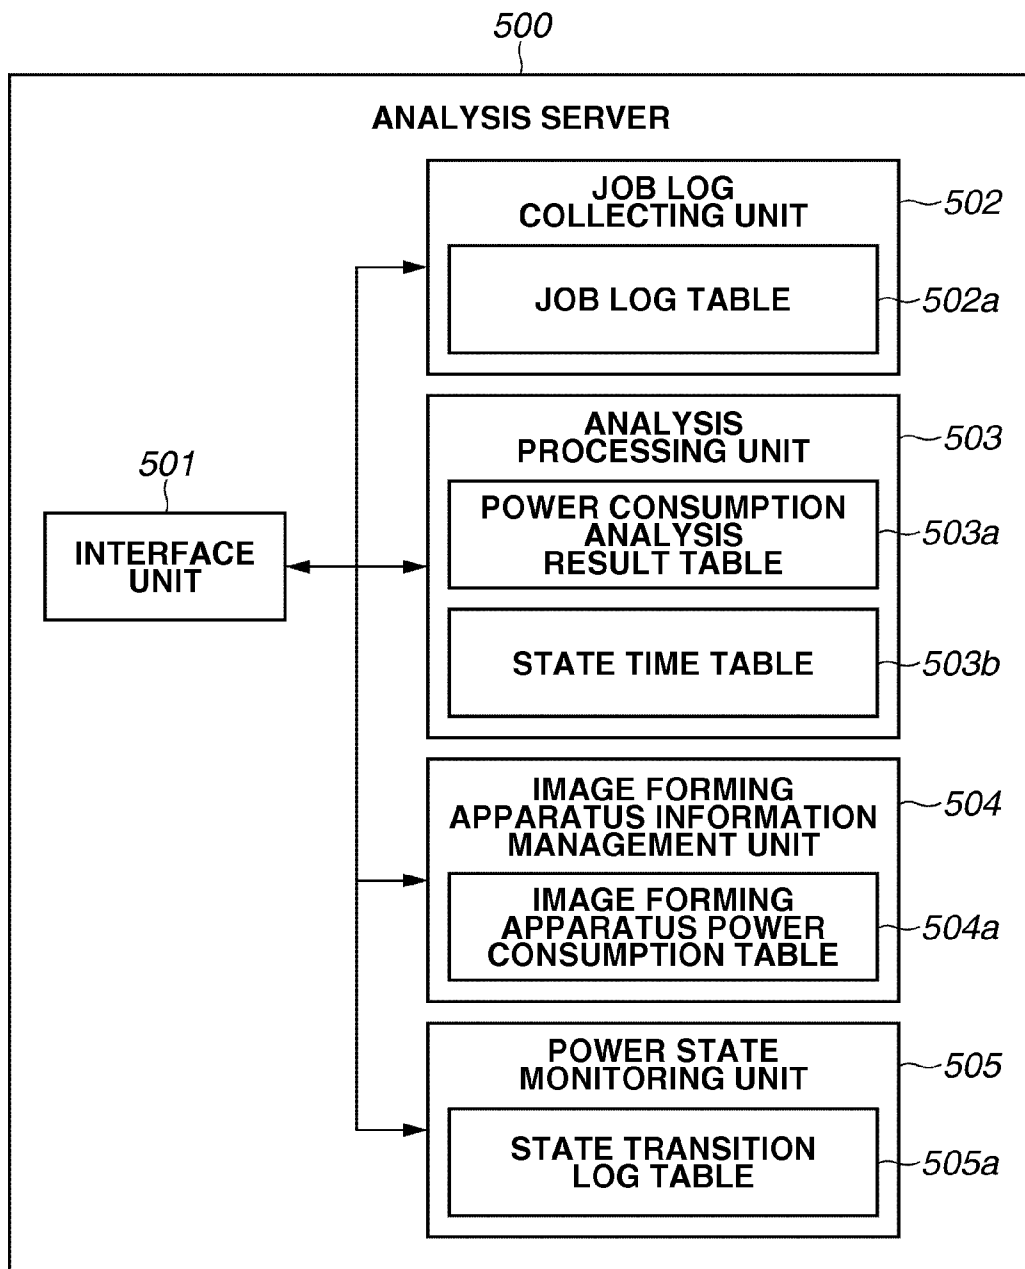 500
ANALYSIS SERVER
JOB LOG
COLLECTING UNIT
502
JOB LOG TABLE
502a
ANALYSIS
PROCESSING UNIT
503
501
INTERFACE
UNIT
POWER CONSUMPTION
ANALYSIS
RESULT TABLE
503a
STATE TIME TABLE
503b
IMAGE FORMING
APPARATUS INFORMATION
MANAGEMENT UNIT
504
IMAGE FORMING
APPARATUS POWER
CONSUMPTION TABLE
504a
POWER STATE
MONITORING UNIT
505
STATE TRANSITION
LOG TABLE
505a